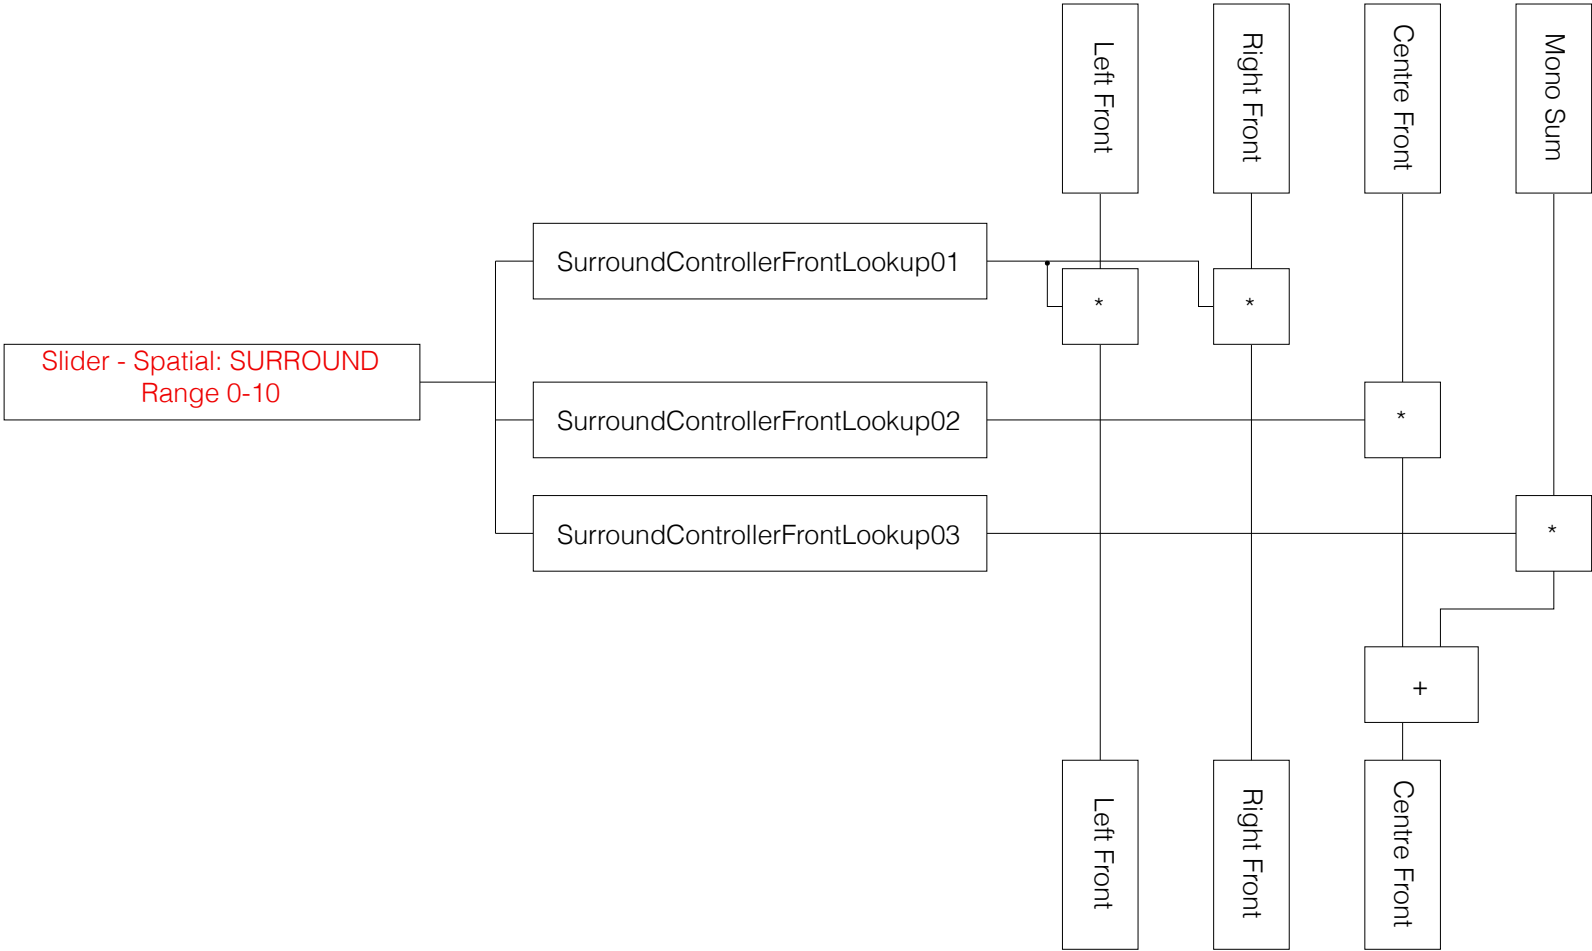 Left Front
Right Front
Centre Front
Mono Sum
SurroundControllerFrontLookup01
*
*
Slider - Spatial: SURROUND
Range 0-10
SurroundControllerFrontLookup02
*
SurroundControllerFrontLookup03
*
+
Left Front
Right Front
Centre Front